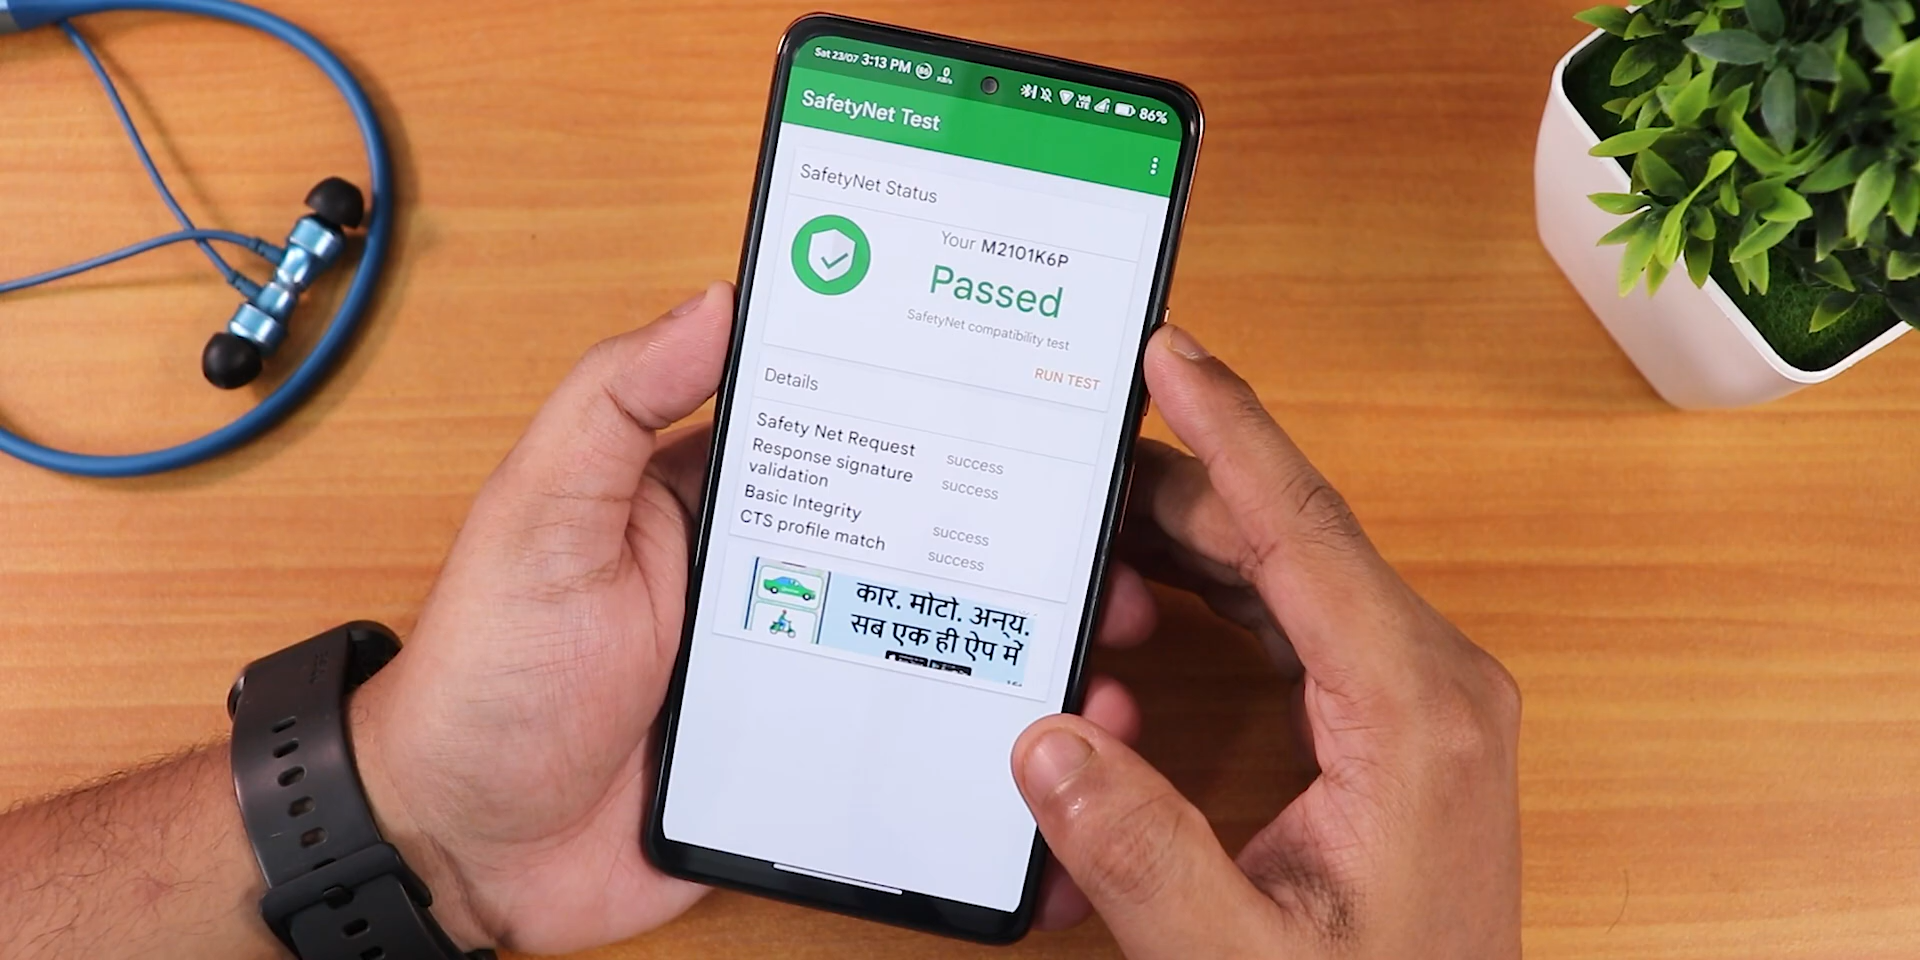 Sat 23/07 3:13 PM 0 86%
SafetyNet Test
SafetyNet Status
Your M2101K6P
Passed
SafetyNet compatibility test
RUN TEST
Details
Safety Net Request success
Response signature validation success
Basic Integrity success
CTS profile match success
कार. मोटो. अन्य.
सब एक ही ऐप में